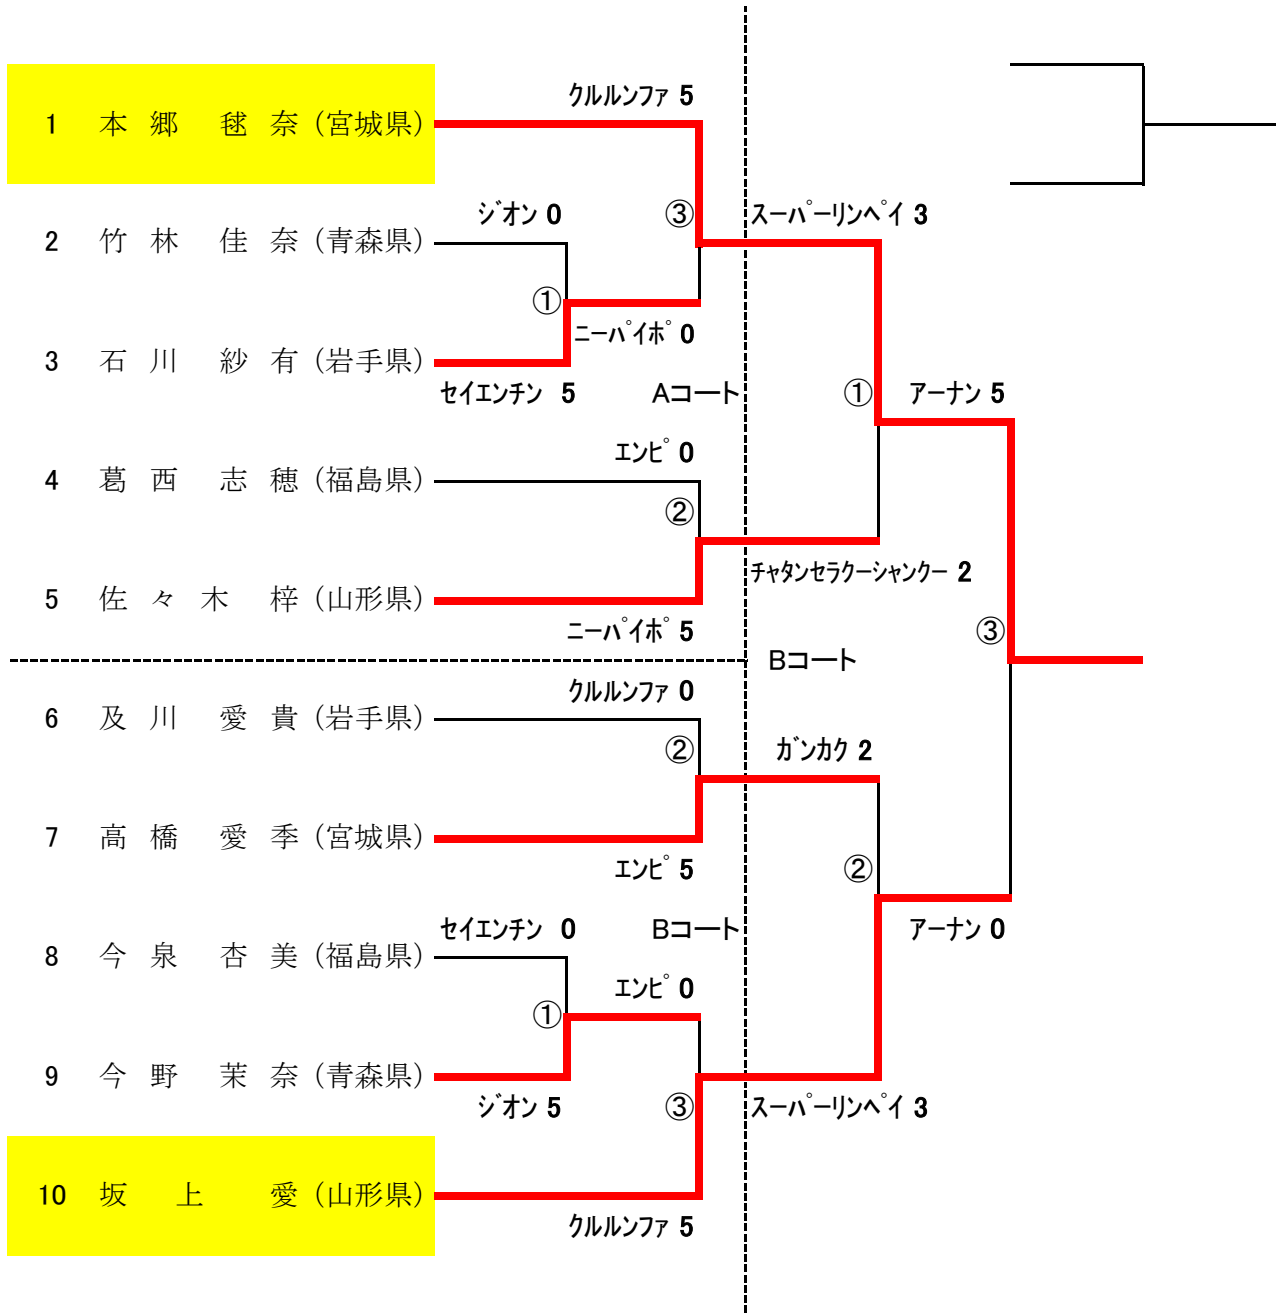 クルルンファ 5
1 本 郷 毬 奈 (宮城県)
ジオン 0
③
スーパーリンペイ 3
2 竹 林 佳 奈 (青森県)
①
ニーパイポ 0
3 石 川 紗 有 (岩手県)
セイエンチン 5
Aコート
①
アーナン 5
エンピ 0
4 葛 西 志 穂 (福島県)
②
チャタンセラクーシャンクー 2
5 佐 々 木 梓 (山形県)
ニーパイポ 5
③
Bコート
クルルンファ 0
6 及 川 愛 貴 (岩手県)
②
ガンカク 2
7 高 橋 愛 季 (宮城県)
エンピ 5
②
セイエンチン 0
Bコート
アーナン 0
8 今 泉 杏 美 (福島県)
エンピ 0
①
9 今 野 茉 奈 (青森県)
ジオン 5
③
スーパーリンペイ 3
10 坂 上 愛 (山形県)
クルルンファ 5